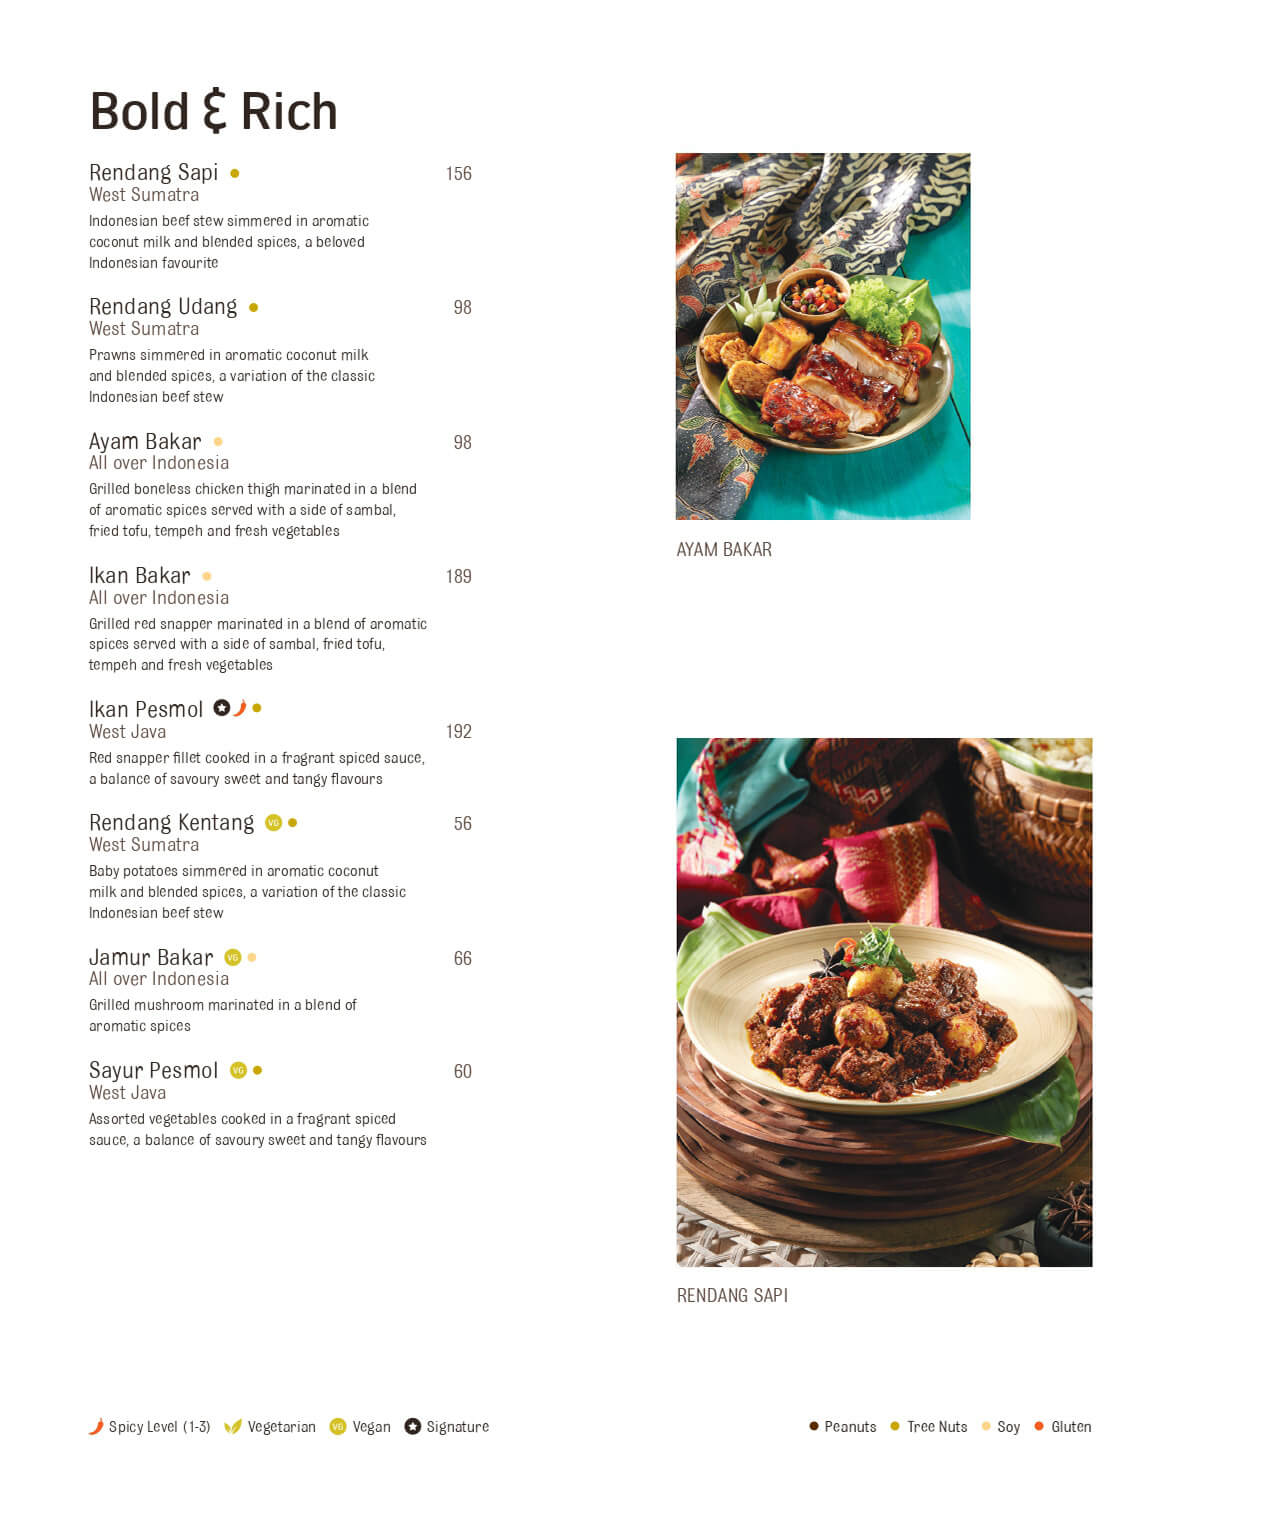 Bold & Rich
Rendang Sapi 156
West Sumatra
Indonesian beef stew simmered in aromatic
coconut milk and blended spices, a beloved
Indonesian favourite
Rendang Udang 98
West Sumatra
Prawns simmered in aromatic coconut milk
and blended spices, a variation of the classic
Indonesian beef stew
Ayam Bakar 98
All over Indonesia
Grilled boneless chicken thigh marinated in a blend
of aromatic spices served with a side of sambal,
fried tofu, tempeh and fresh vegetables
Ikan Bakar 189
All over Indonesia
Grilled red snapper marinated in a blend of aromatic
spices served with a side of sambal, fried tofu,
tempeh and fresh vegetables
Ikan Pesmol
West Java 192
Red snapper fillet cooked in a fragrant spiced sauce,
a balance of savoury sweet and tangy flavours
Rendang Kentang VG 56
West Sumatra
Baby potatoes simmered in aromatic coconut
milk and blended spices, a variation of the classic
Indonesian beef stew
Jamur Bakar VG 66
All over Indonesia
Grilled mushroom marinated in a blend of
aromatic spices
Sayur Pesmol VG 60
West Java
Assorted vegetables cooked in a fragrant spiced
sauce, a balance of savoury sweet and tangy flavours
AYAM BAKAR
RENDANG SAPI
Spicy Level (1-3) Vegetarian VG Vegan Signature
Peanuts Tree Nuts Soy Gluten